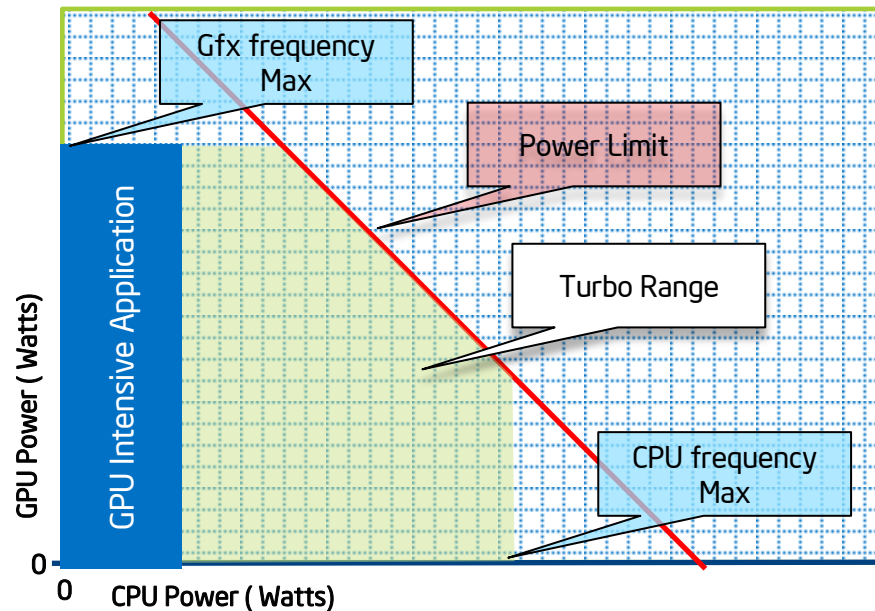 Gfx frequency
Max
Power Limit
Turbo Range
CPU frequency
Max
GPU Intensive Application
GPU Power ( Watts)
0
0
CPU Power ( Watts)